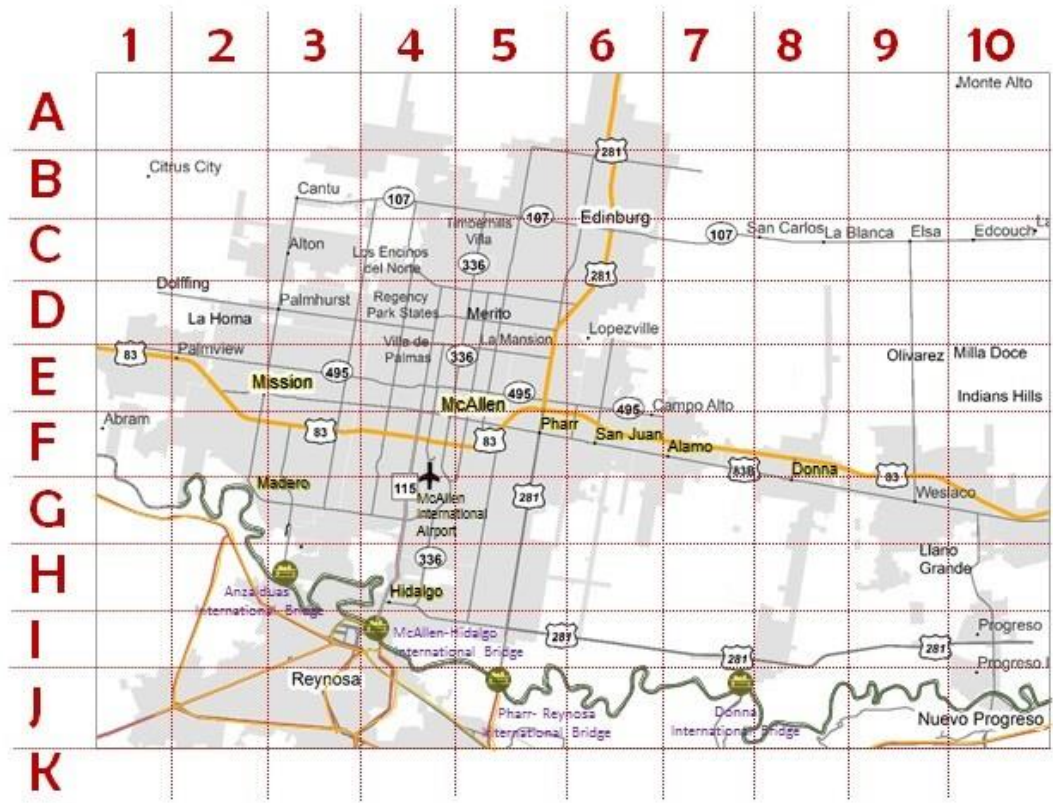 1 2 3 4 5 6 7 8 9 10
A
Monte Alto
281
B
Citrus City
Cantu
107
107
Edinburg
C
Timberhills
Villa
107
San Carlos
La Blanca
Elsa
Edcouch
La
Alton
Los Encinos
del Norte
336
281
D
Dolffing
Palmhurst
Regency
Park States
La Homa
Merito
Lopezville
La Mansion
Villa de
Palmas
E
83
Palmview
336
Olivarez
Milla Doce
Mission
495
495
Indians Hills
McAllen
495
Campo Alto
F
Abram
83
83
Pharr
San Juan
Alamo
83B
Donna
83
G
Madero
115
McAllen
International
Airport
281
Weslaco
H
336
Llano
Grande
Anzalduas
International Bridge
Hidalgo
I
McAllen-Hidalgo
International Bridge
281
281
281
Progreso
Progreso
J
Reynosa
Pharr- Reynosa
International Bridge
Donna
International Bridge
Nuevo Progreso
K